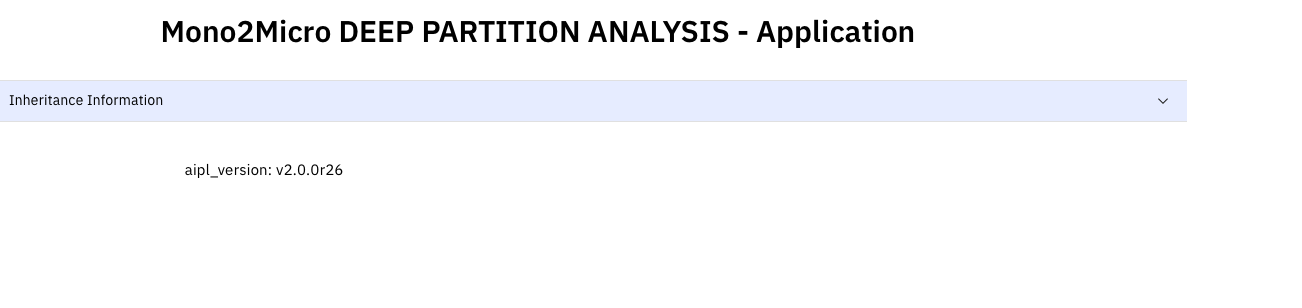 Mono2Micro DEEP PARTITION ANALYSIS - Application
Inheritance Information
aipl_version: v2.0.0r26